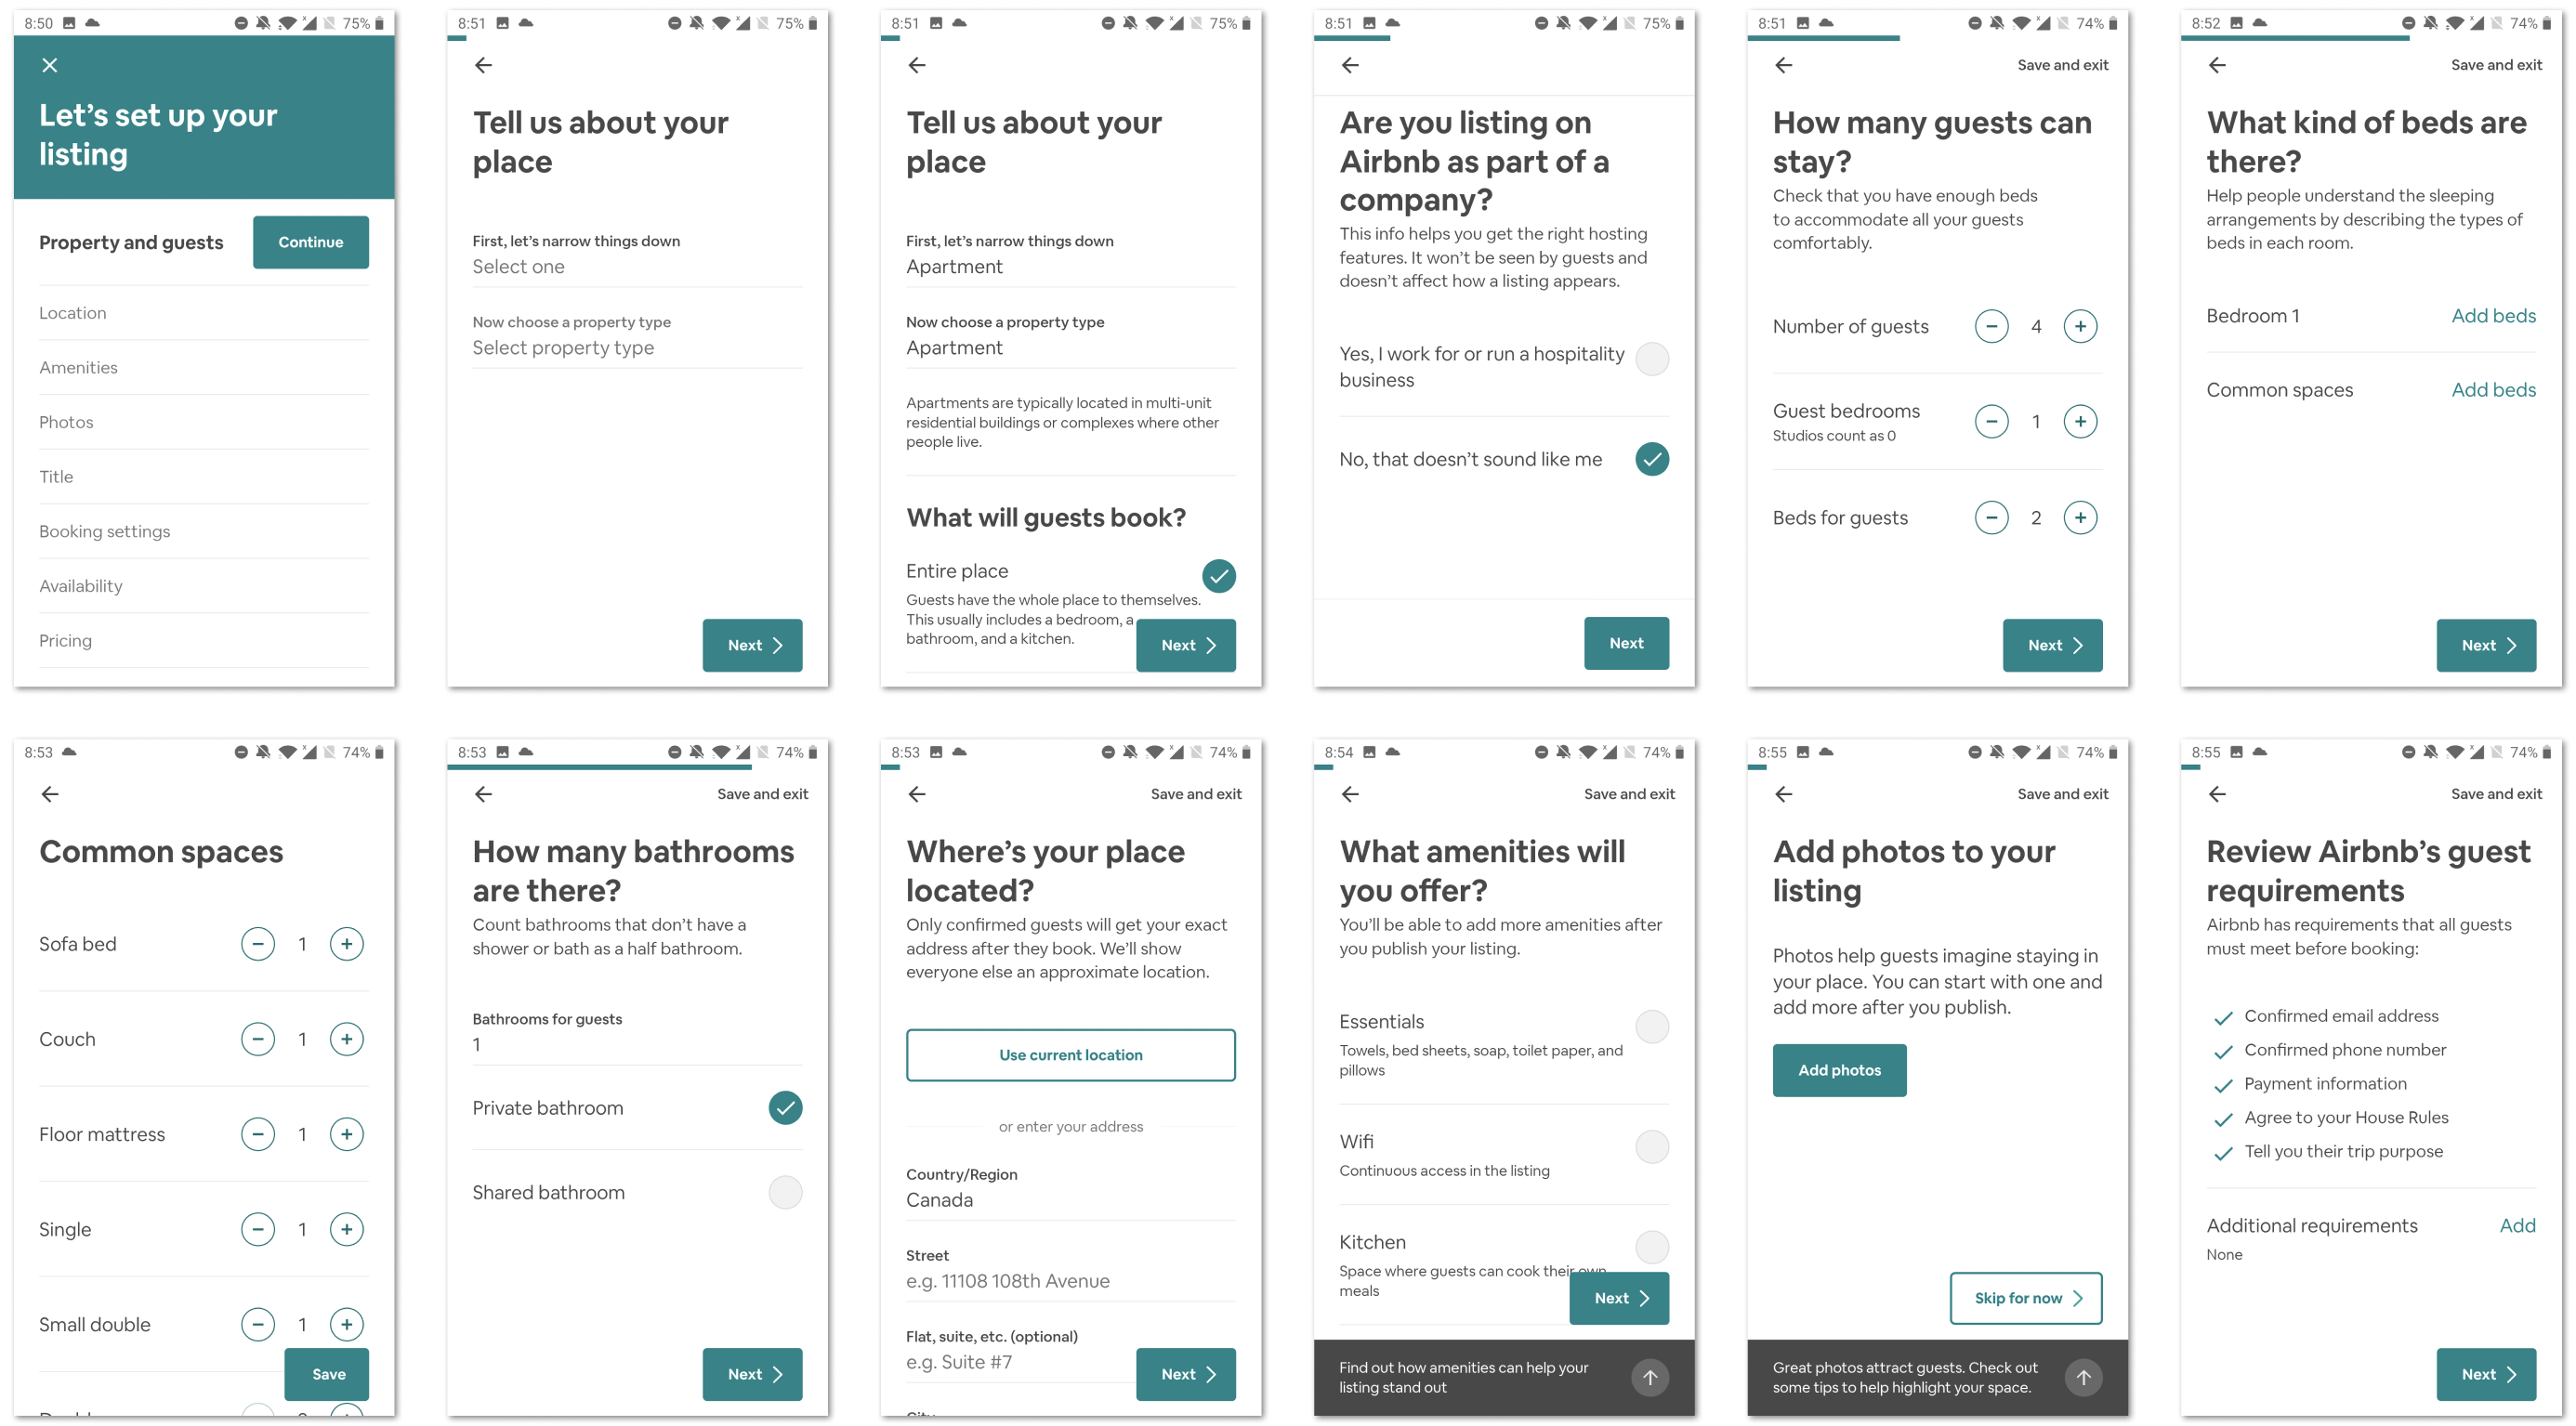 8:50
75%
Let's set up your
listing
Property and guests
Continue
Location
Amenities
Photos
Title
Booking settings
Availability
Pricing
8:51
75%
Tell us about your
place
First, let's narrow things down
Select one
Now choose a property type
Select property type
Next
8:51
75%
Tell us about your
place
First, let's narrow things down
Apartment
Now choose a property type
Apartment
Apartments are typically located in multi-unit
residential buildings or complexes where other
people live.
What will guests book?
Entire place
Guests have the whole place to themselves.
This usually includes a bedroom, a
bathroom, and a kitchen.
Next
8:51
75%
Are you listing on
Airbnb as part of a
company?
This info helps you get the right hosting
features. It won't be seen by guests and
doesn't affect how a listing appears.
Yes, I work for or run a hospitality
business
No, that doesn't sound like me
Next
8:51
74%
Save and exit
How many guests can
stay?
Check that you have enough beds
to accommodate all your guests
comfortably.
Number of guests
4
Guest bedrooms
Studios count as 0
1
Beds for guests
2
Next
8:52
74%
Save and exit
What kind of beds are
there?
Help people understand the sleeping
arrangements by describing the types of
beds in each room.
Bedroom 1
Add beds
Common spaces
Add beds
Next
8:53
74%
Common spaces
Sofa bed
1
Couch
1
Floor mattress
1
Single
1
Small double
1
Save
8:53
74%
Save and exit
How many bathrooms
are there?
Count bathrooms that don't have a
shower or bath as a half bathroom.
Bathrooms for guests
1
Private bathroom
Shared bathroom
Next
8:53
74%
Save and exit
Where's your place
located?
Only confirmed guests will get your exact
address after they book. We'll show
everyone else an approximate location.
Use current location
or enter your address
Country/Region
Canada
Street
e.g. 11108 108th Avenue
Flat, suite, etc. (optional)
e.g. Suite #7
Next
8:54
74%
Save and exit
What amenities will
you offer?
You'll be able to add more amenities after
you publish your listing.
Essentials
Towels, bed sheets, soap, toilet paper, and
pillows
Wifi
Continuous access in the listing
Kitchen
Space where guests can cook their own
meals
Next
Find out how amenities can help your
listing stand out
8:55
74%
Save and exit
Add photos to your
listing
Photos help guests imagine staying in
your place. You can start with one and
add more after you publish.
Add photos
Skip for now
Great photos attract guests. Check out
some tips to help highlight your space.
8:55
74%
Save and exit
Review Airbnb's guest
requirements
Airbnb has requirements that all guests
must meet before booking:
Confirmed email address
Confirmed phone number
Payment information
Agree to your House Rules
Tell you their trip purpose
Additional requirements
Add
None
Next